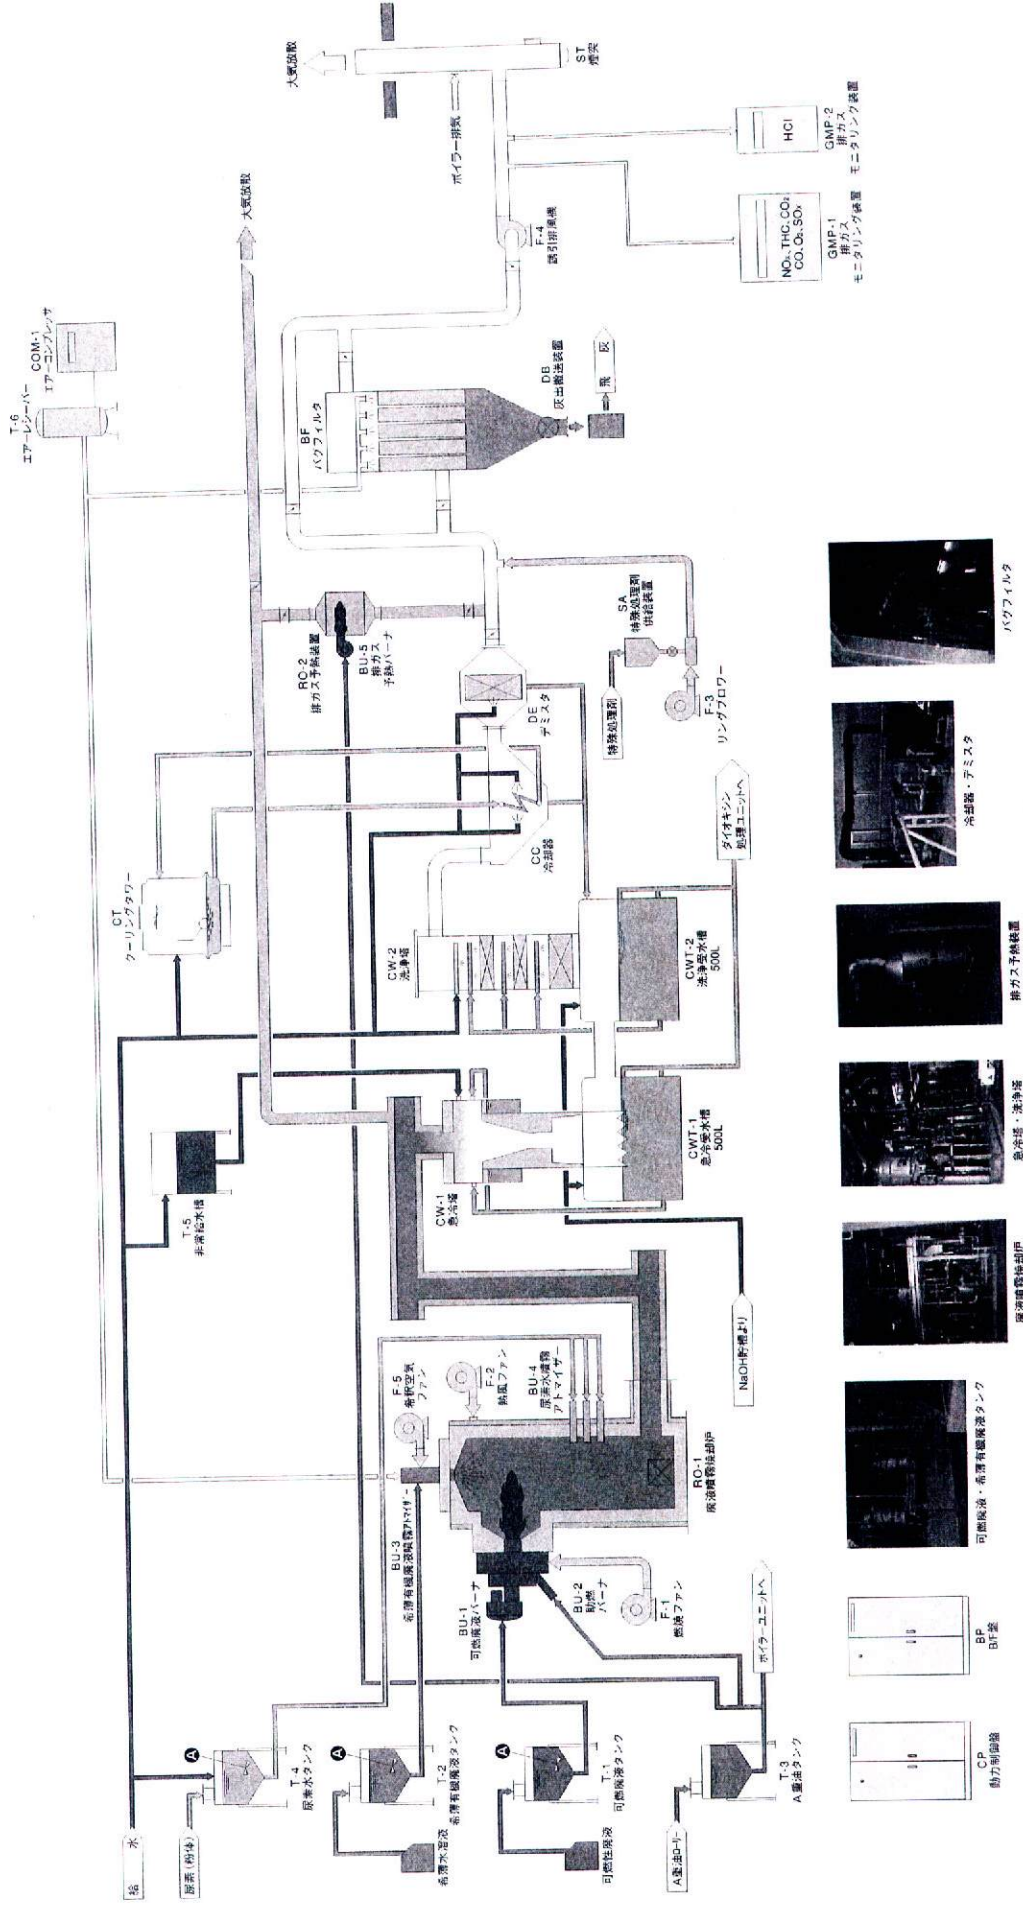 給　水
尿素(粉体)
A
T-4
尿素水タンク
希薄水溶液
A
T-2
希薄有機廃液タンク
可燃性廃液
A
T-1
可燃廃液タンク
A重油ローリー
T-3
A重油タンク
ボイラーユニットへ
BU-3
希薄有機廃液噴霧アトマイザー
BU-1
可燃廃液バーナ
BU-2
助燃
バーナ
F-1
燃焼ファン
F-5
希釈空気
ファン
F-2
熱風ファン
BU-4
尿素水噴霧
アトマイザー
RO-1
廃液噴霧焼却炉
T-5
非常給水槽
CW-1
急冷塔
CWT-1
急冷受水槽
500L
NaOH貯槽より
CT
クーリングタワー
CW-2
洗浄塔
CWT-2
洗浄受水槽
500L
CC
冷却器
DE
デミスタ
ダイオキシン
処理ユニットへ
RO-2
排ガス予熱装置
BU-5
排ガス
予熱バーナ
特殊処理剤
SA
特殊処理剤
供給装置
F-3
リングブロワー
T-6
エアーレシーバー
COM-1
エアーコンプレッサ
大気放散
BF
バグフィルタ
DB
灰出搬送装置
飛　灰
F-4
誘引排風機
ボイラー排気
大気放散
ST
煙突
NOx、THC、CO2
CO、O2、SOx
GMP-1
排ガス
モニタリング装置
HCl
GMP-2
排ガス
モニタリング装置
CP
動力制御盤
BP
B/F盤
可燃廃液・希薄有機廃液タンク
廃液噴霧焼却炉
急冷塔・洗浄塔
排ガス予熱装置
冷却器・デミスタ
バグフィルタ